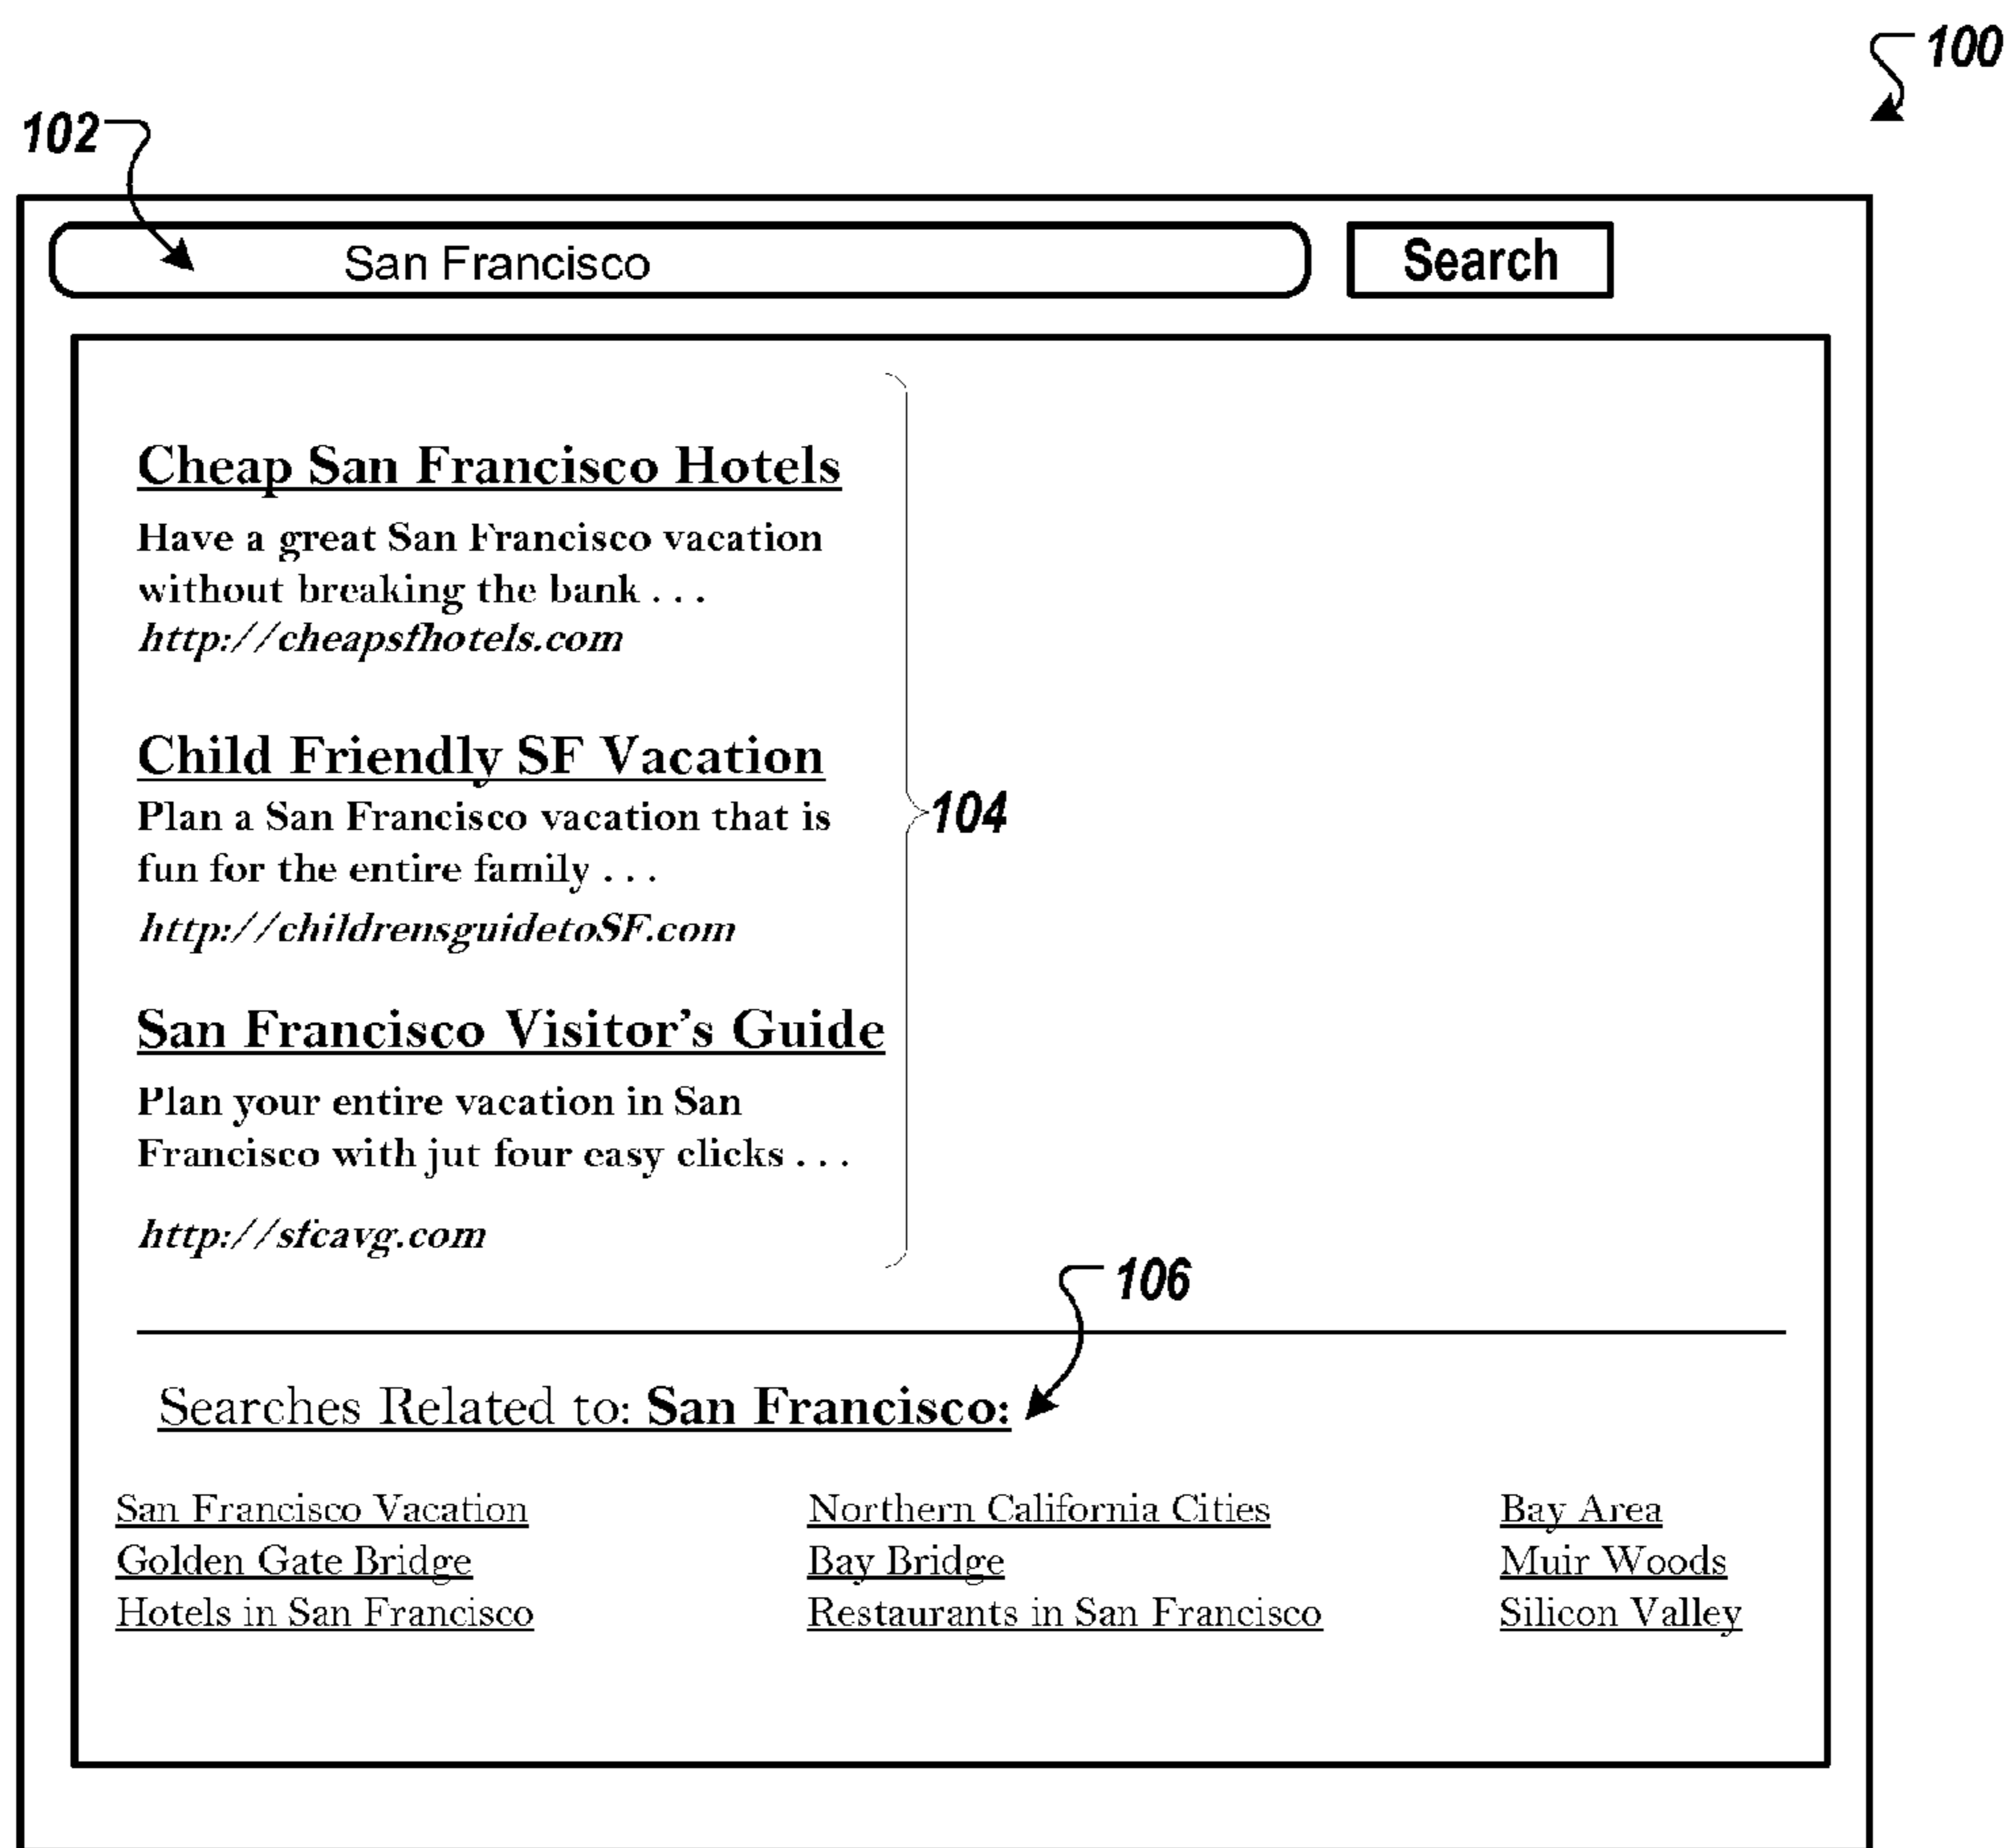 100
102
San Francisco
Search
Cheap San Francisco Hotels
Have a great San Francisco vacation
without breaking the bank . . .
http://cheapsfhotels.com
Child Friendly SF Vacation
Plan a San Francisco vacation that is
fun for the entire family . . .
http://childrensguidetoSF.com
104
San Francisco Visitor's Guide
Plan your entire vacation in San
Francisco with jut four easy clicks . . .
http://sfcavg.com
106
Searches Related to: San Francisco:
San Francisco Vacation Northern California Cities Bay Area
Golden Gate Bridge Bay Bridge Muir Woods
Hotels in San Francisco Restaurants in San Francisco Silicon Valley